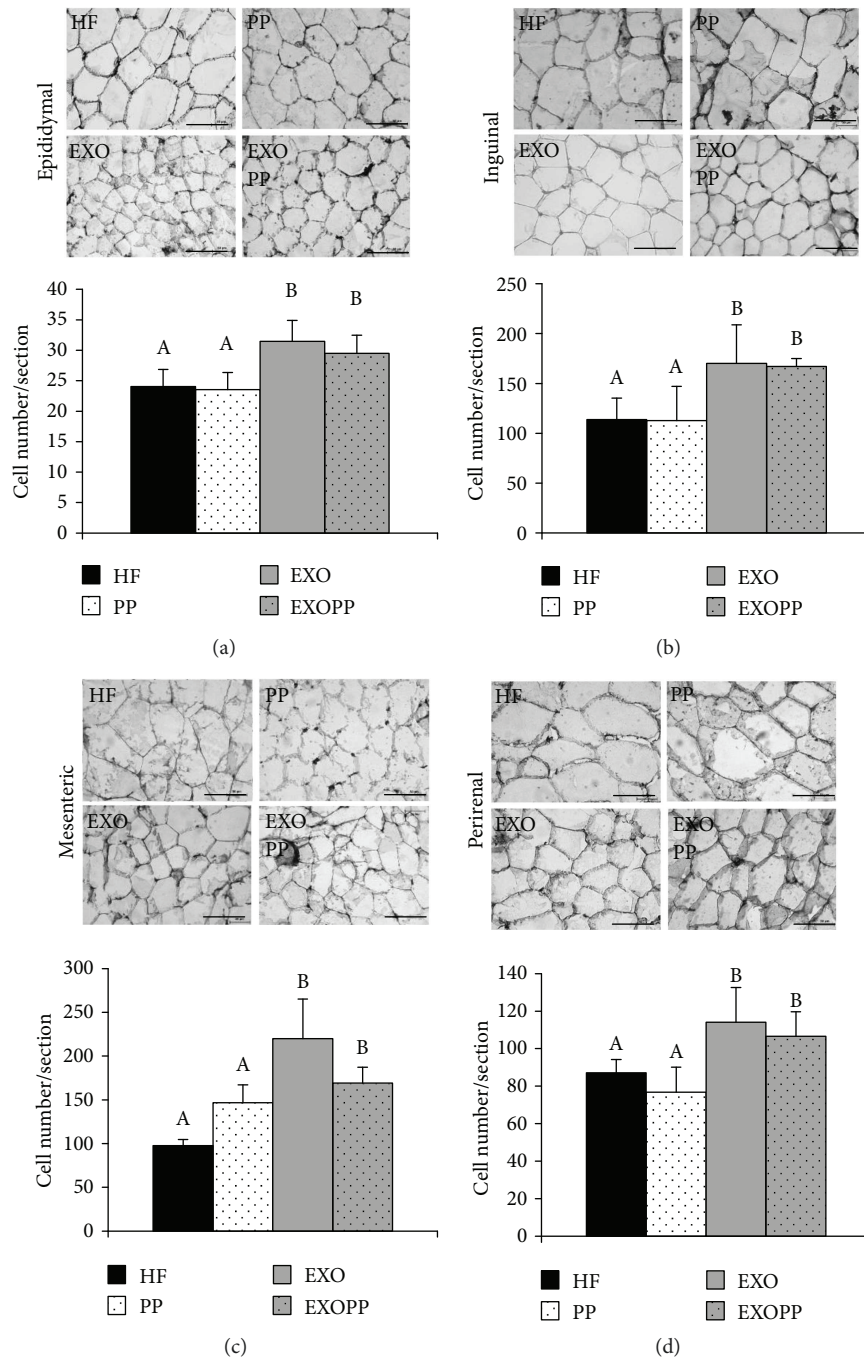 HF
PP
EXO
EXO
PP
Epididymal
Cell number/section
40
35
30
25
20
15
10
5
0
A
A
B
B
HF
EXO
PP
EXOPP
(a)
HF
PP
EXO
EXO
PP
Inguinal
Cell number/section
250
200
150
100
50
0
A
A
B
B
HF
EXO
PP
EXOPP
(b)
HF
PP
EXO
EXO
PP
Mesenteric
Cell number/section
300
250
200
150
100
50
0
A
A
B
B
HF
EXO
PP
EXOPP
(c)
HF
PP
EXO
EXO
PP
Perirenal
Cell number/section
140
120
100
80
60
40
20
0
A
A
B
B
HF
EXO
PP
EXOPP
(d)